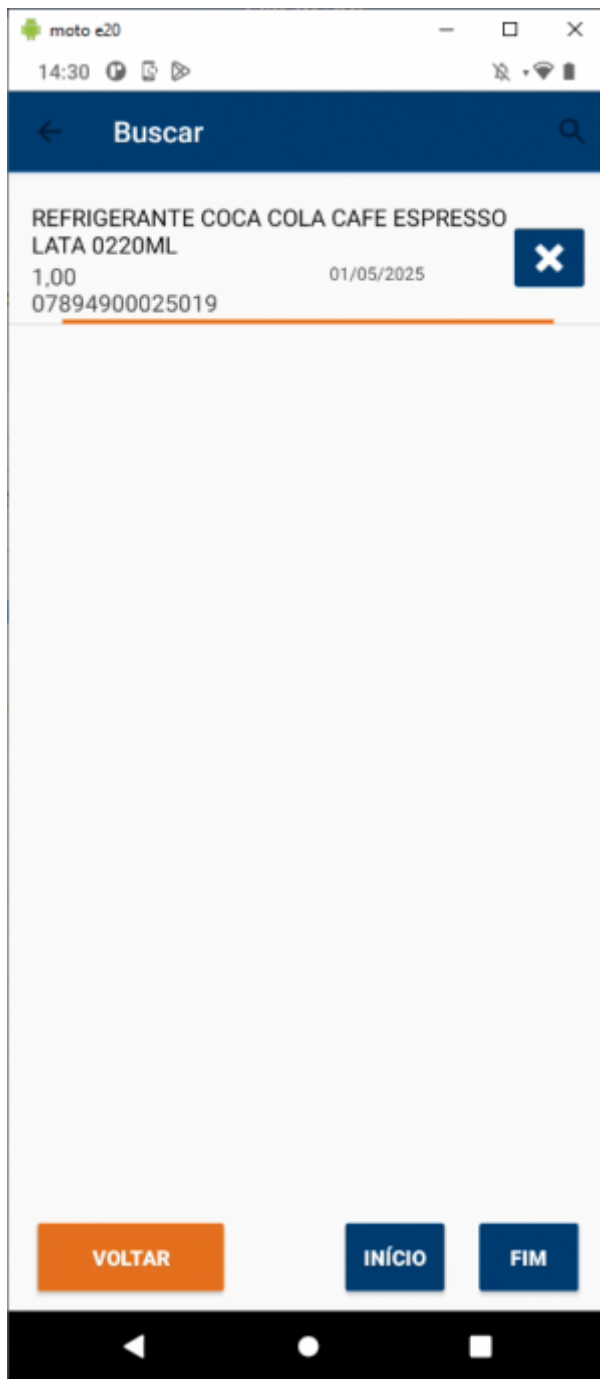 moto e20
14:30
Buscar
REFRIGERANTE COCA COLA CAFE ESPRESSO
LATA 0220ML
1,00
01/05/2025
07894900025019
VOLTAR
INÍCIO
FIM